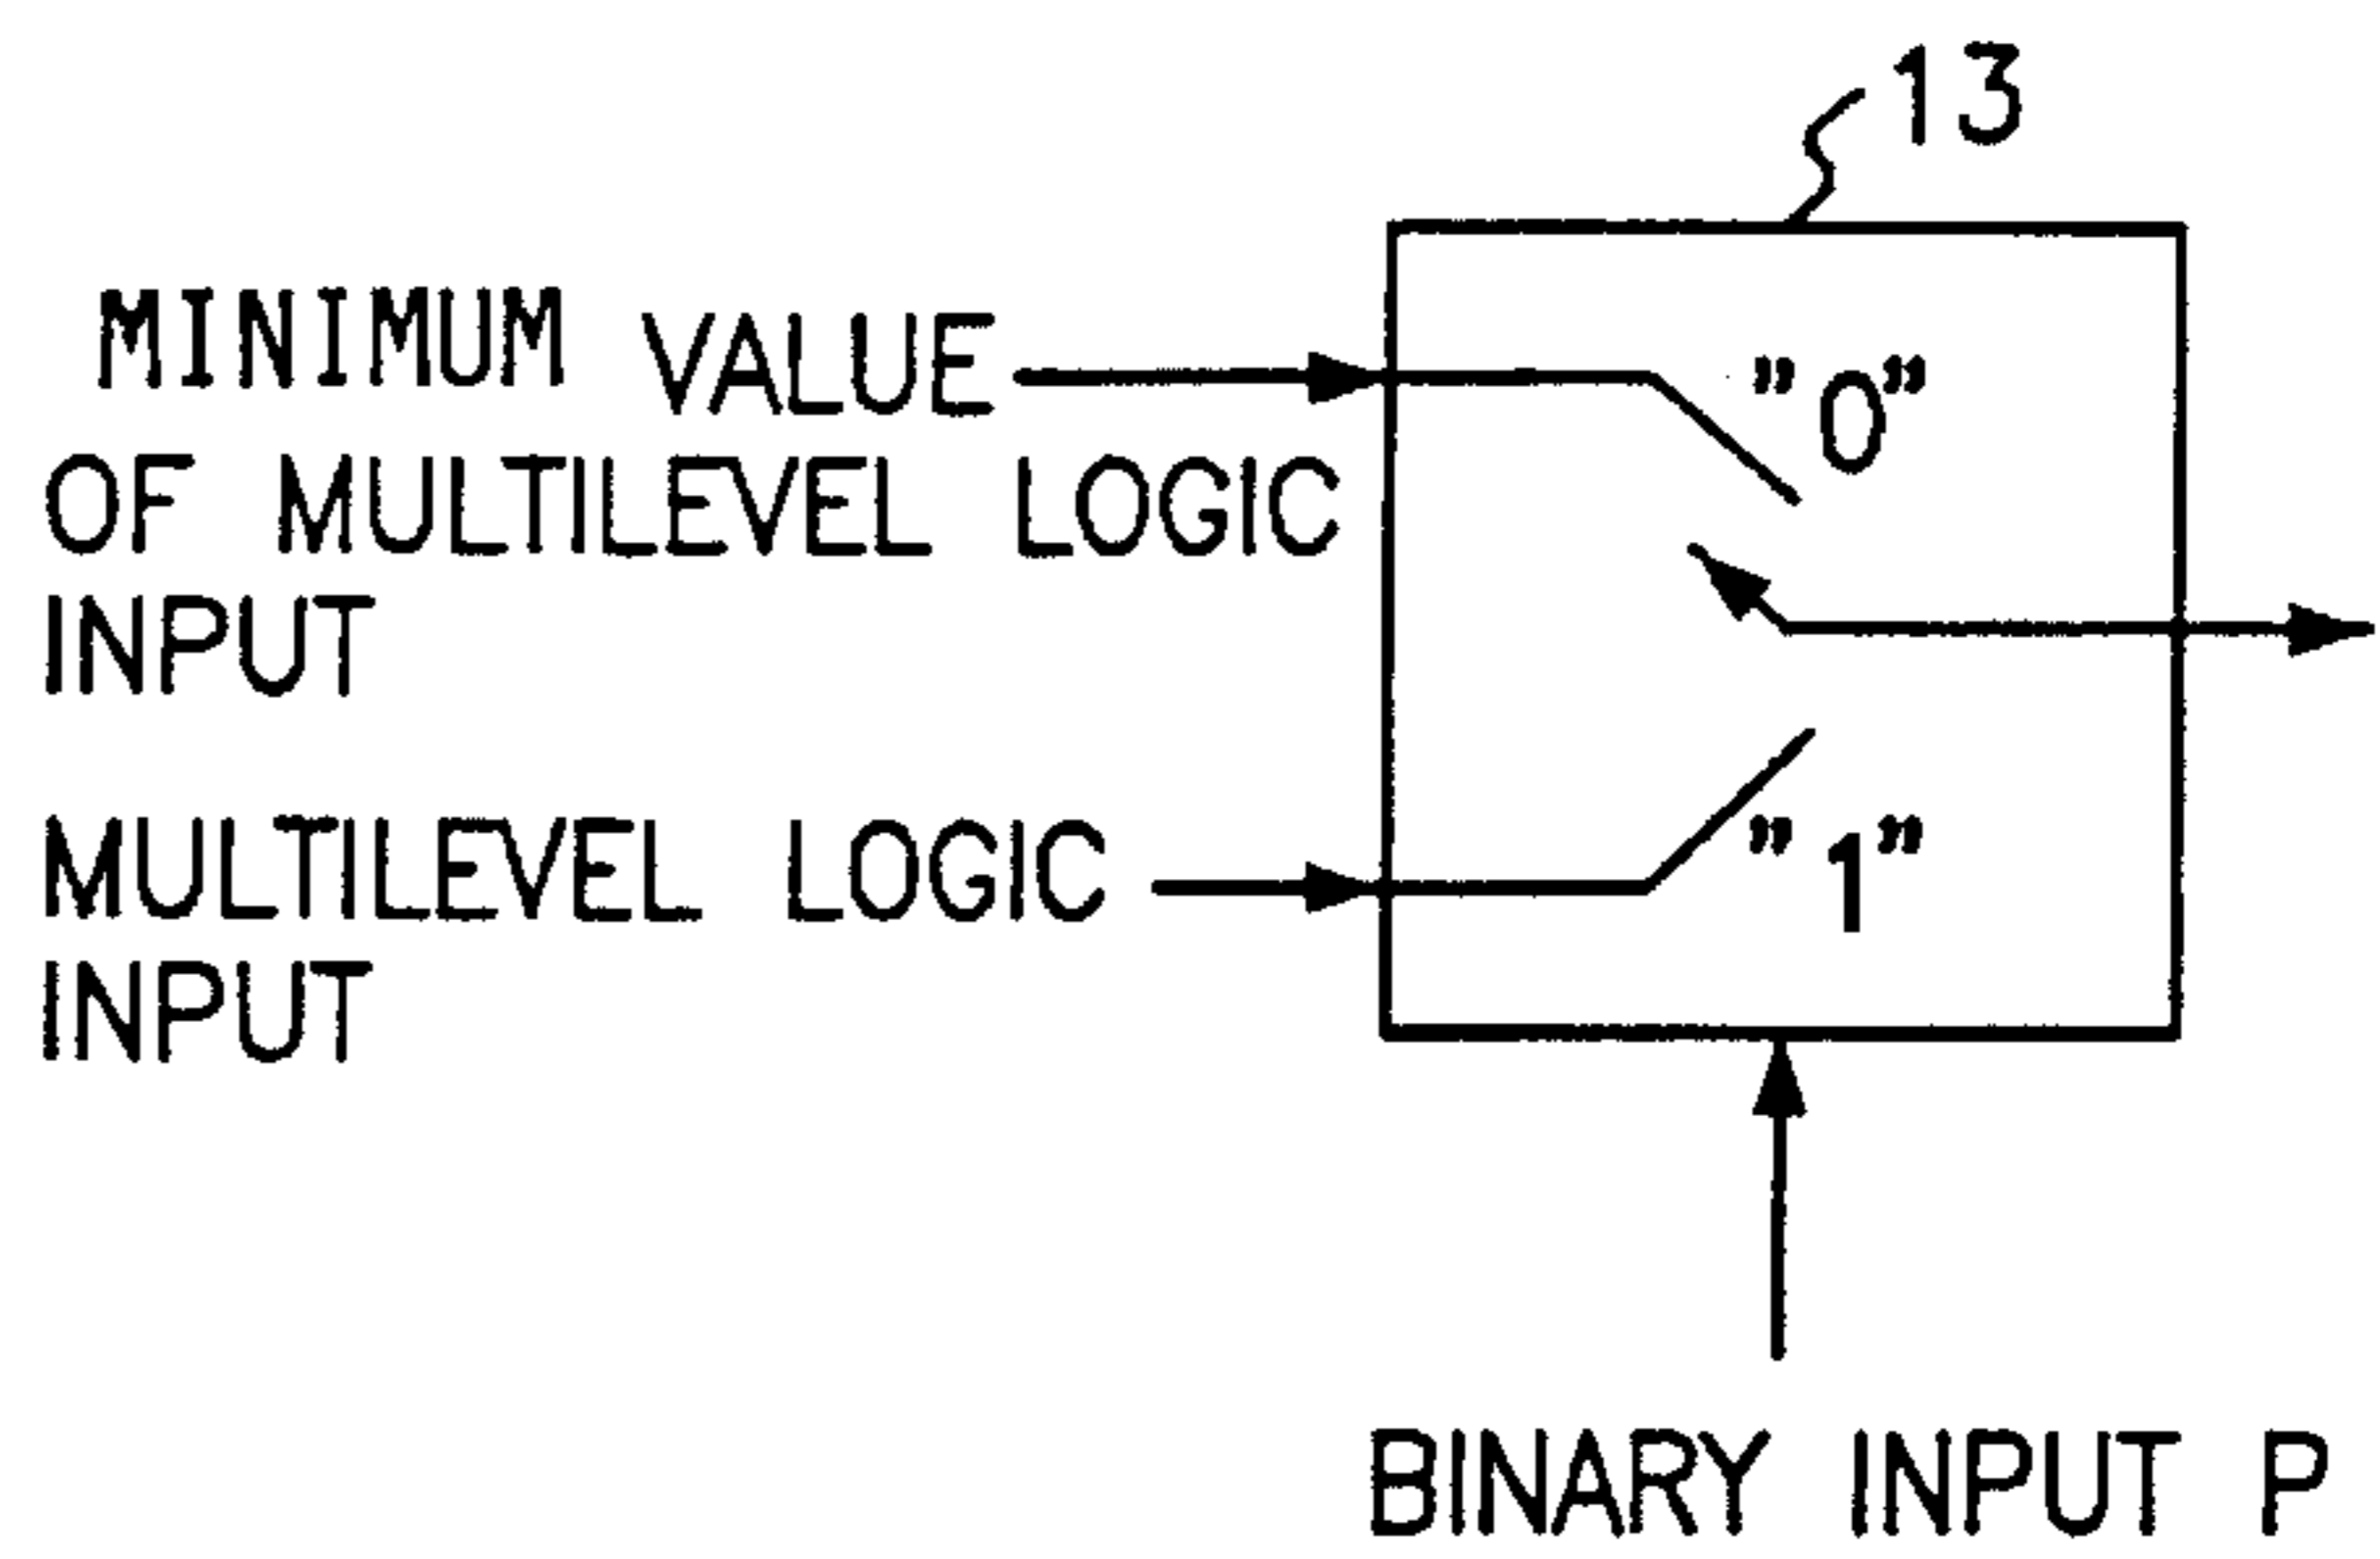 13
MINIMUM VALUE
OF MULTILEVEL LOGIC
INPUT
”0”
MULTILEVEL LOGIC
INPUT
”1”
BINARY INPUT P